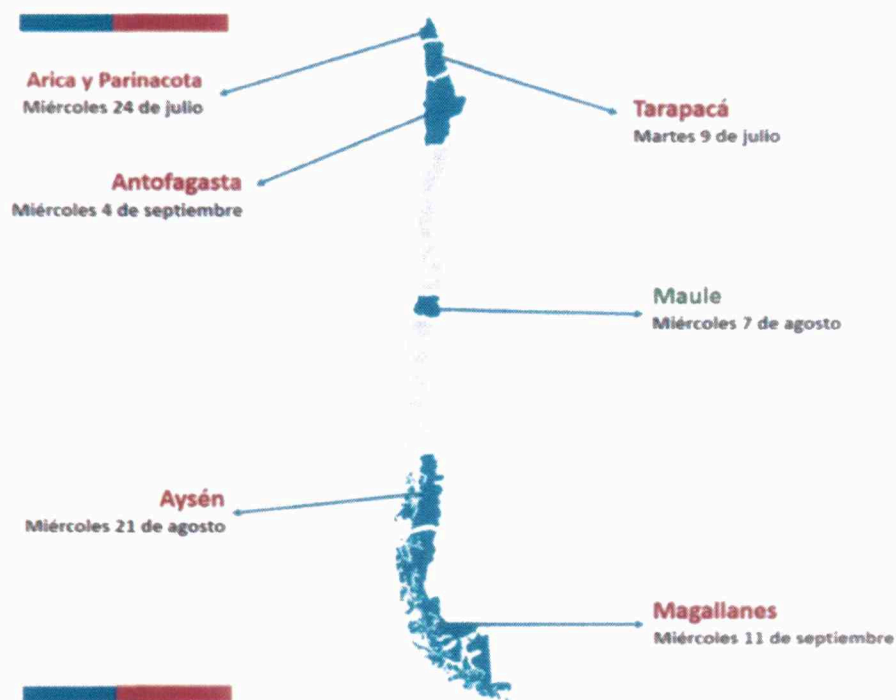 Arica y Parinacota
Miércoles 24 de julio
Tarapacá
Martes 9 de julio
Antofagasta
Miércoles 4 de septiembre
Maule
Miércoles 7 de agosto
Aysén
Miércoles 21 de agosto
Magallanes
Miércoles 11 de septiembre